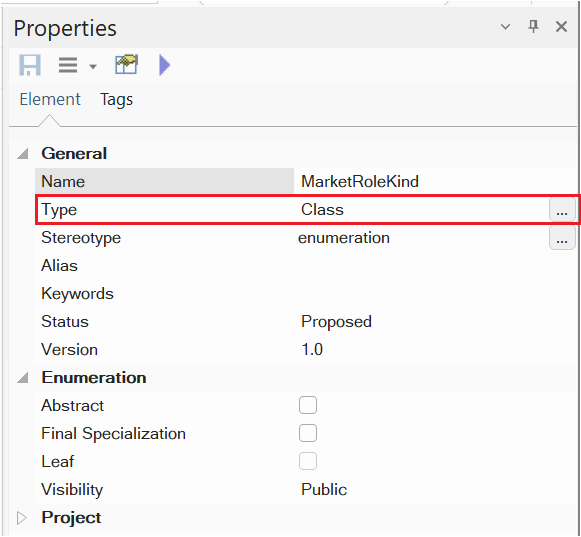 Properties
Element Tags
General
Name MarketRoleKind
Type Class ...
Stereotype enumeration ...
Alias
Keywords
Status Proposed
Version 1.0
Enumeration
Abstract
Final Specialization
Leaf
Visibility Public
Project